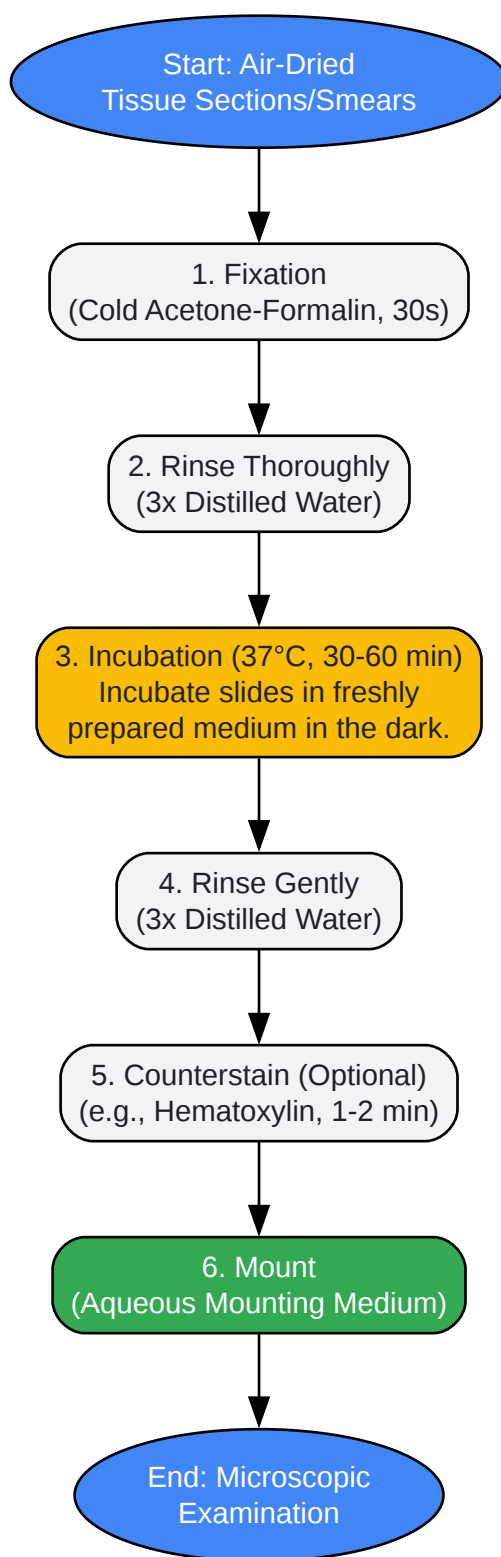 Start: Air-Dried
Tissue Sections/Smears
1. Fixation
(Cold Acetone-Formalin, 30s)
2. Rinse Thoroughly
(3x Distilled Water)
3. Incubation (37°C, 30-60 min)
Incubate slides in freshly
prepared medium in the dark.
4. Rinse Gently
(3x Distilled Water)
5. Counterstain (Optional)
(e.g., Hematoxylin, 1-2 min)
6. Mount
(Aqueous Mounting Medium)
End: Microscopic
Examination